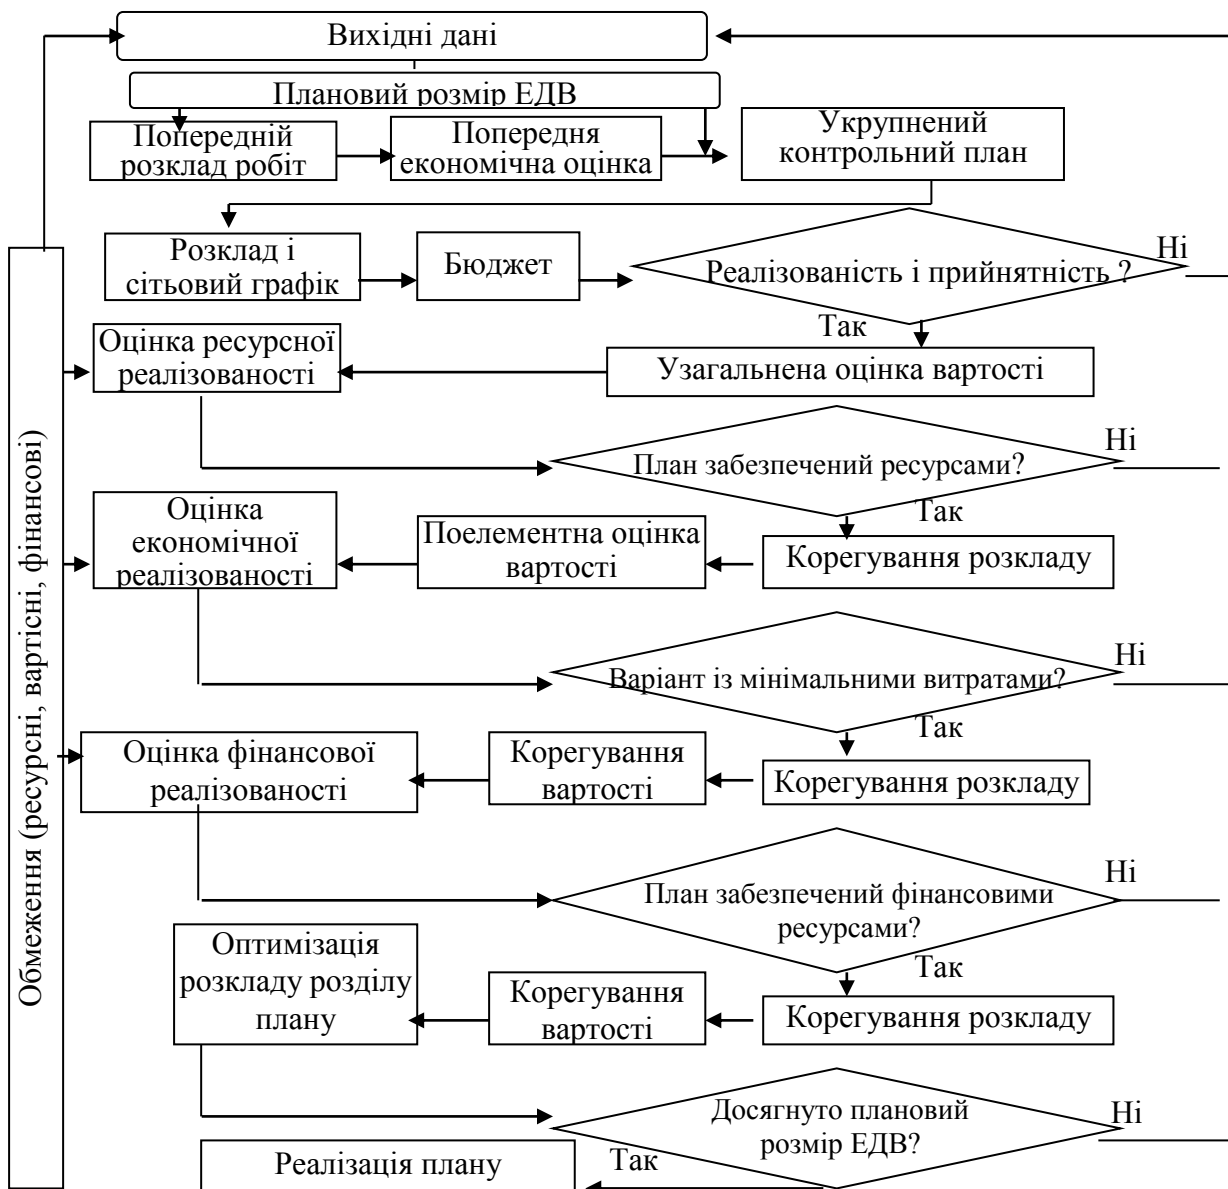 Вихідні дані
Плановий розмір ЕДВ
Попередній
розклад робіт
Попередня
економічна оцінка
Укрупнений
контрольний план
Розклад і
сітьовий графік
Бюджет
Реалізованість і прийнятність ?
Ні
Так
Оцінка ресурсної
реалізованості
Узагальнена оцінка вартості
План забезпечений ресурсами?
Ні
Так
Оцінка
економічної
реалізованості
Поелементна оцінка
вартості
Корегування розкладу
Варіант із мінімальними витратами?
Ні
Так
Оцінка фінансової
реалізованості
Корегування
вартості
Корегування розкладу
План забезпечений фінансовими
ресурсами?
Ні
Так
Оптимізація
розкладу розділу
плану
Корегування
вартості
Корегування розкладу
Досягнуто плановий
розмір ЕДВ?
Ні
Так
Реалізація плану
Обмеження (ресурсні, вартісні, фінансові)